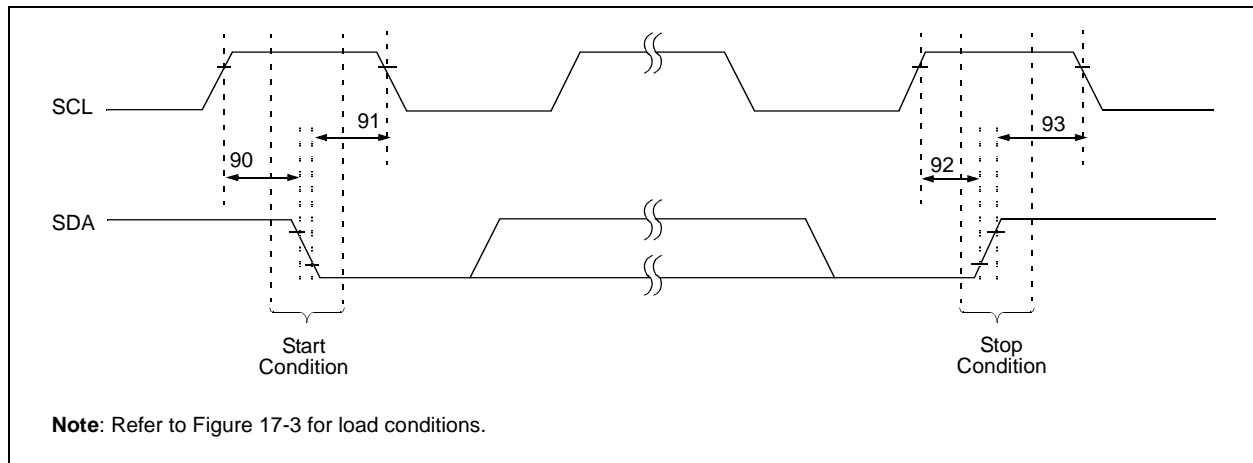 SCL
91
93
90
92
SDA
Start
Condition
Stop
Condition
Note: Refer to Figure 17-3 for load conditions.